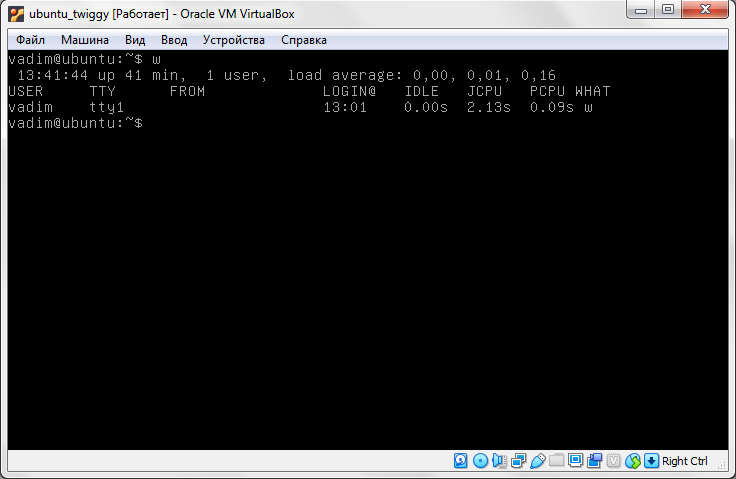 ubuntu_twiggy [Работает] - Oracle VM VirtualBox
Файл Машина Вид Ввод Устройства Справка
vadim@ubuntu:~$ w
 13:41:44 up 41 min,  1 user,  load average: 0,00, 0,01, 0,16
USER     TTY      FROM             LOGIN@   IDLE   JCPU   PCPU WHAT
vadim    tty1                      13:01    0.00s  2.13s  0.09s w
vadim@ubuntu:~$
Right Ctrl